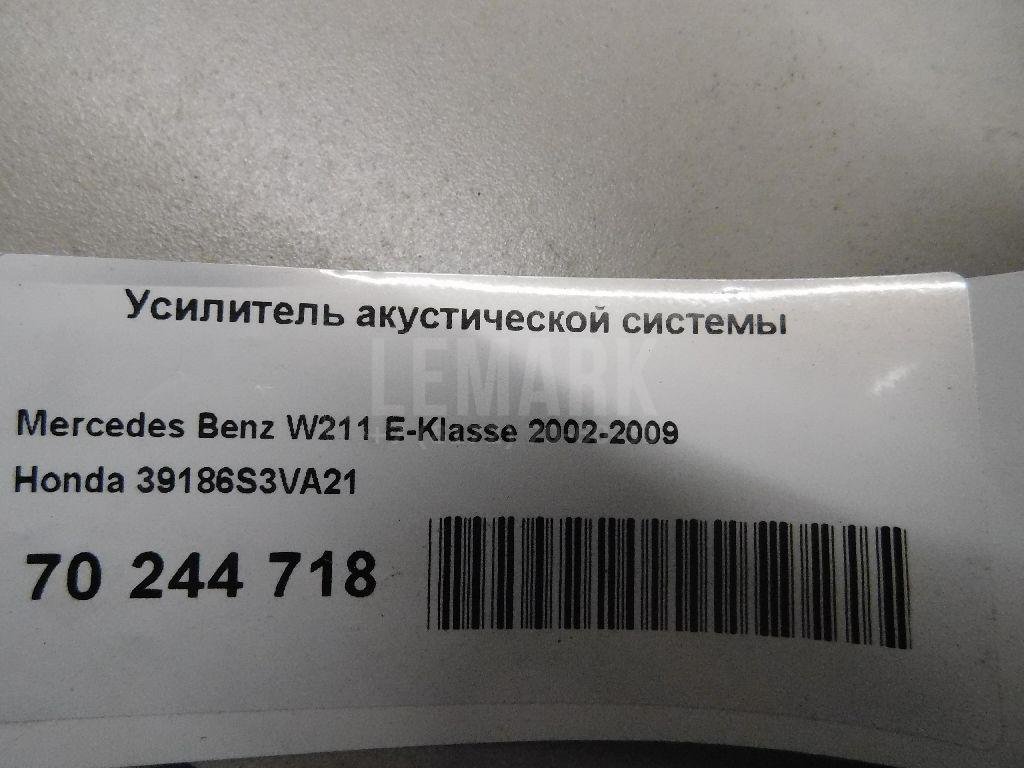 Усилитель акустической системы
LEMARK
Mercedes Benz W211 E-Klasse 2002-2009
Honda 39186S3VA21
70 244 718